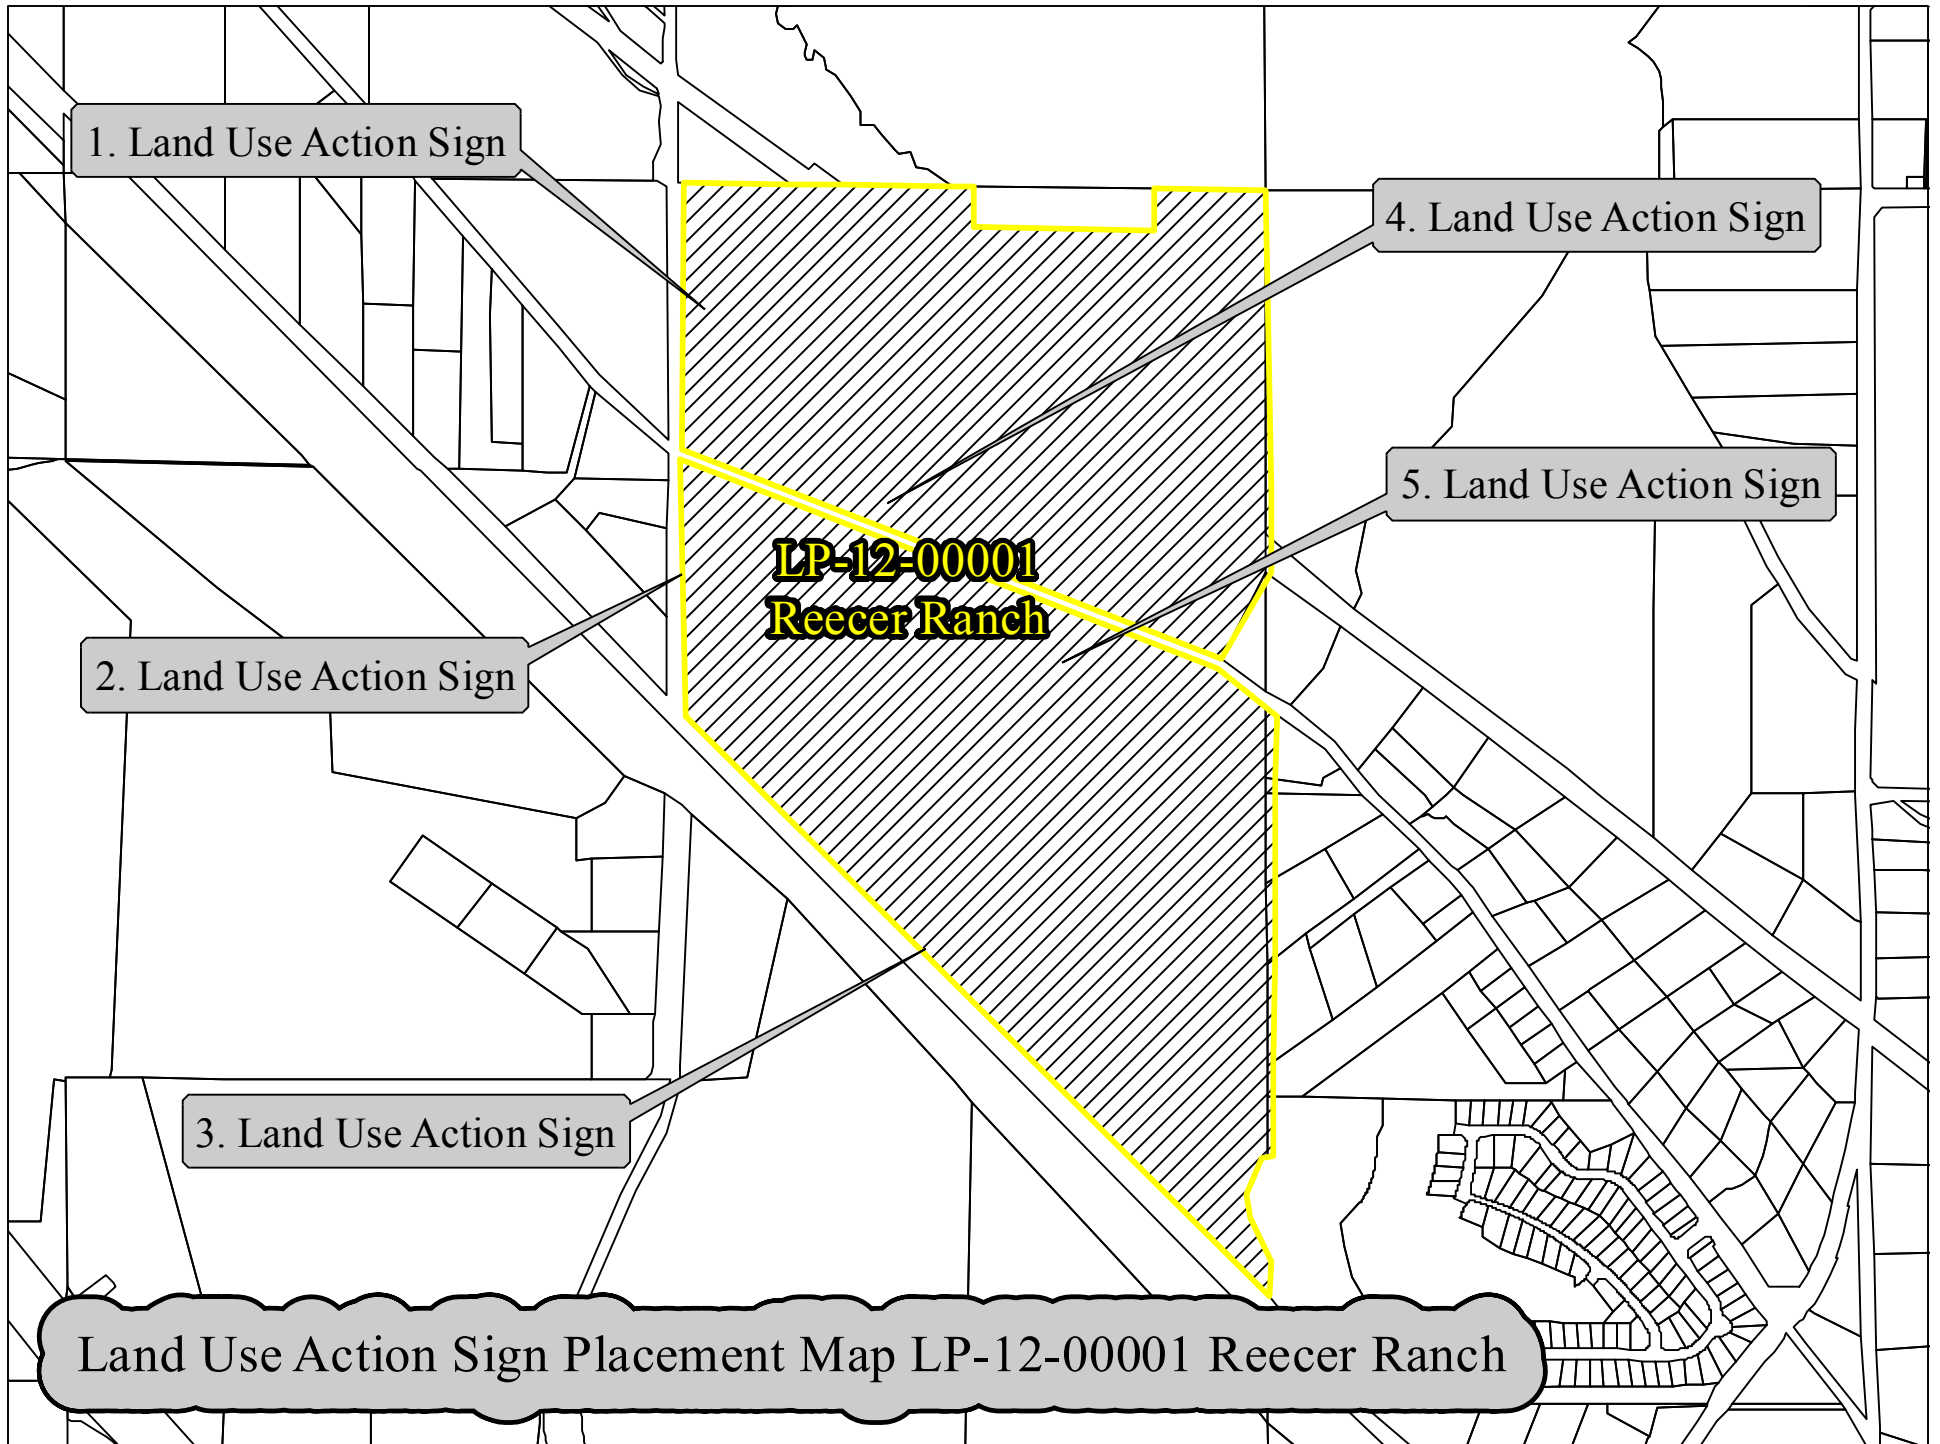 1. Land Use Action Sign
4. Land Use Action Sign
5. Land Use Action Sign
LP-12-00001
Reecer Ranch
2. Land Use Action Sign
3. Land Use Action Sign
Land Use Action Sign Placement Map LP-12-00001 Reecer Ranch